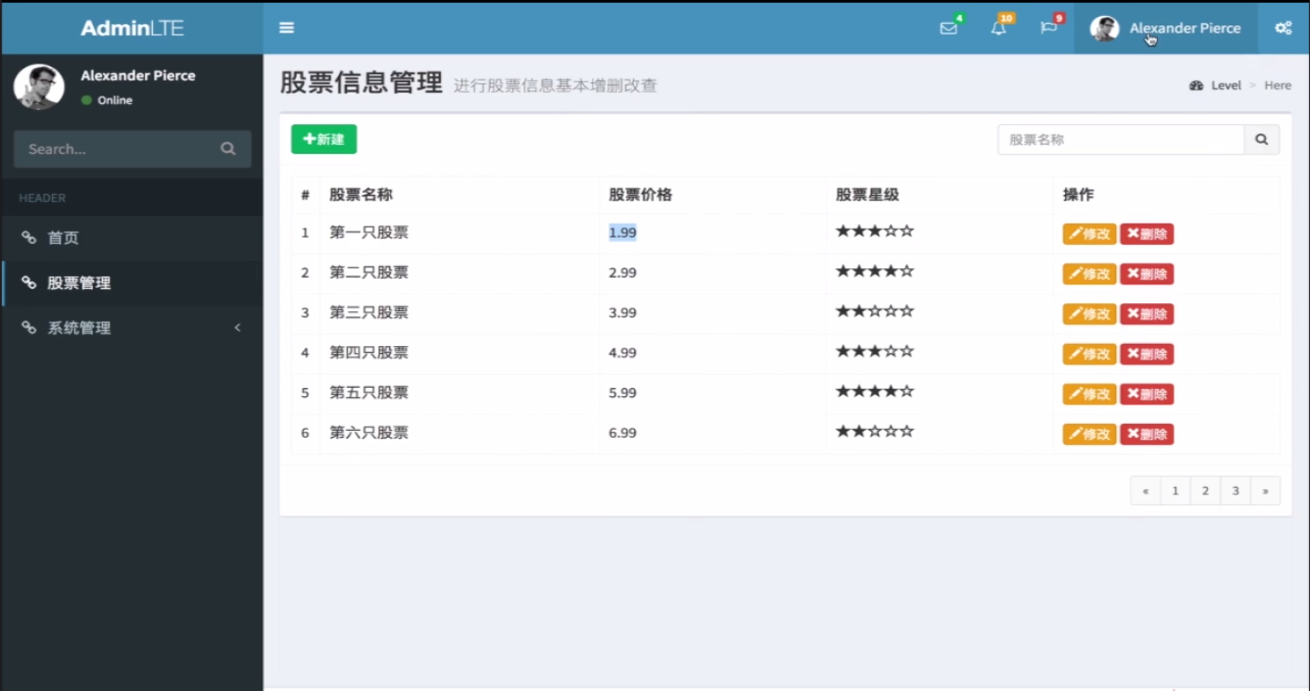 AdminLTE
4
10
9
Alexander Pierce
Alexander Pierce
Online
Search...
HEADER
首页
股票管理
系统管理
股票信息管理 进行股票信息基本增删改查
Level > Here
新建
股票名称
# 股票名称 股票价格 股票星级 操作
1 第一只股票 1.99 ★★★☆☆ 修改 删除
2 第二只股票 2.99 ★★★★☆ 修改 删除
3 第三只股票 3.99 ★★☆☆☆ 修改 删除
4 第四只股票 4.99 ★★★☆☆ 修改 删除
5 第五只股票 5.99 ★★★★☆ 修改 删除
6 第六只股票 6.99 ★★☆☆☆ 修改 删除
« 1 2 3 »